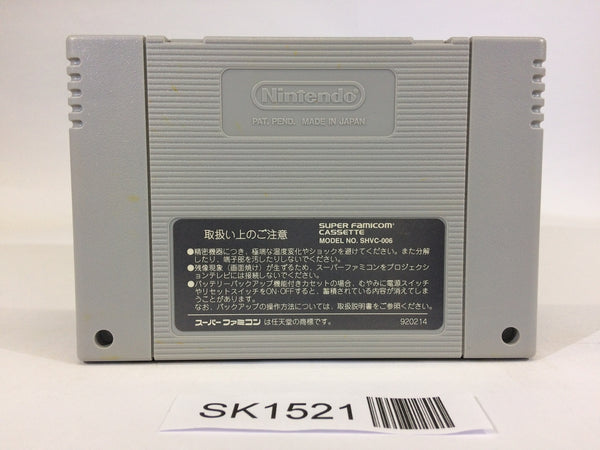 Nintendo
PAT. PEND. MADE IN JAPAN
取扱い上のご注意
SUPER FAMICOM
CASSETTE
MODEL NO. SHVC-006
●精密機器につき、極端な温度変化やショックを避けてください。また分解
したり、端子部を汚したりしないでください。
●残像現象（画面焼け）が生ずるため、スーパーファミコンをプロジェクシ
ョンテレビには接続しないでください。
●バッテリーバックアップ機能付きカセットの場合、むやみに電源スイッチ
やリセットスイッチをON·OFFすると、蓄積されている内容が消えてしま
うことがあります。
なお、バックアップの操作方法については、取扱説明書をご参照ください。
スーパーファミコン は任天堂の商標です。
920214
SK1521